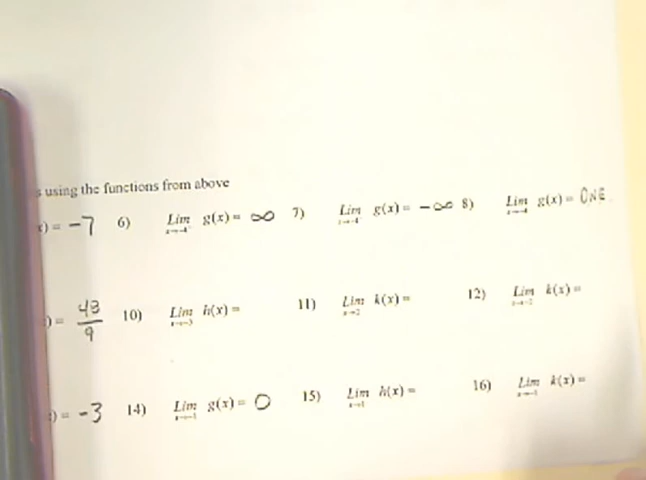 s using the functions from above
x) = -7 6) Lim g(x) = ∞ 7) Lim g(x) = -∞ 8) Lim g(x) = ONE
) = 43/9 10) Lim h(x) = 11) Lim k(x) = 12) Lim k(x) =
) = -3 14) Lim g(x) = 0 15) Lim h(x) = 16) Lim k(x) =